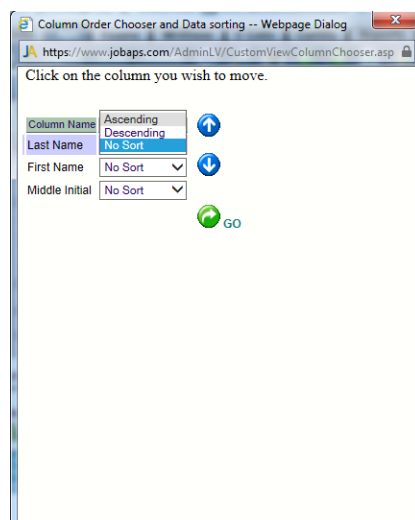 Column Order Chooser and Data sorting -- Webpage Dialog
JA https://www.jobaps.com/AdminLV/CustomViewColumnChooser.asp
Click on the column you wish to move.
Column Name
Ascending
Descending
Last Name No Sort
First Name No Sort
Middle Initial No Sort
GO